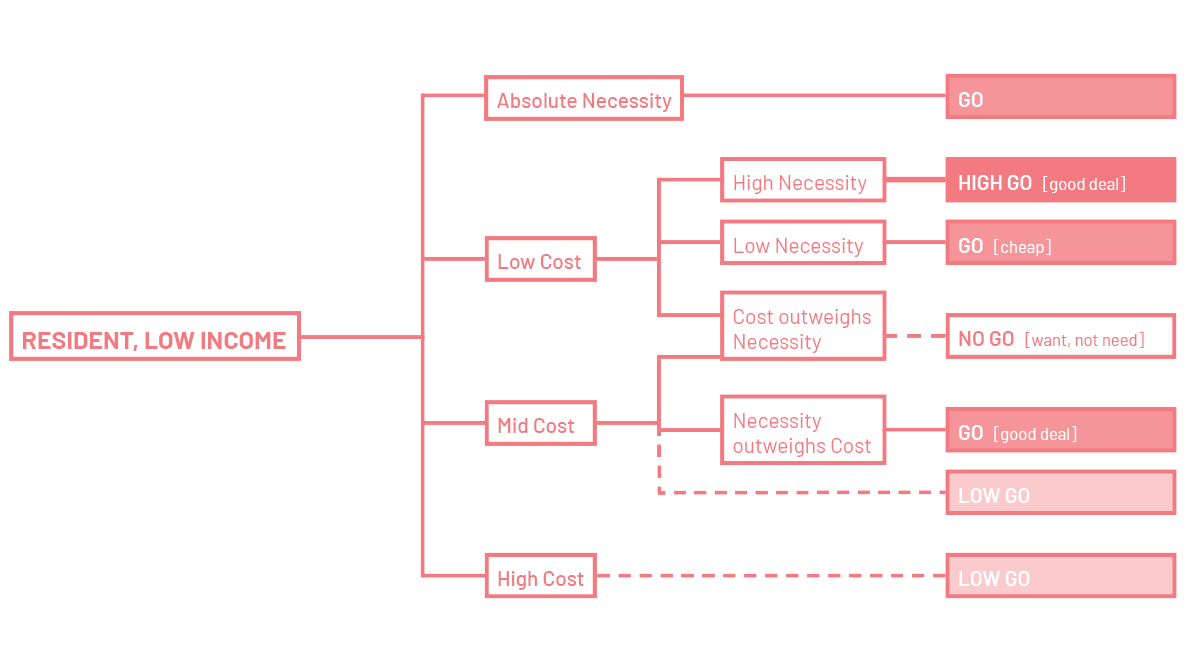 RESIDENT, LOW INCOME
Absolute Necessity
GO
Low Cost
High Necessity
HIGH GO [good deal]
Low Necessity
GO [cheap]
Cost outweighs
Necessity
NO GO [want, not need]
Mid Cost
Necessity
outweighs Cost
GO [good deal]
LOW GO
High Cost
LOW GO